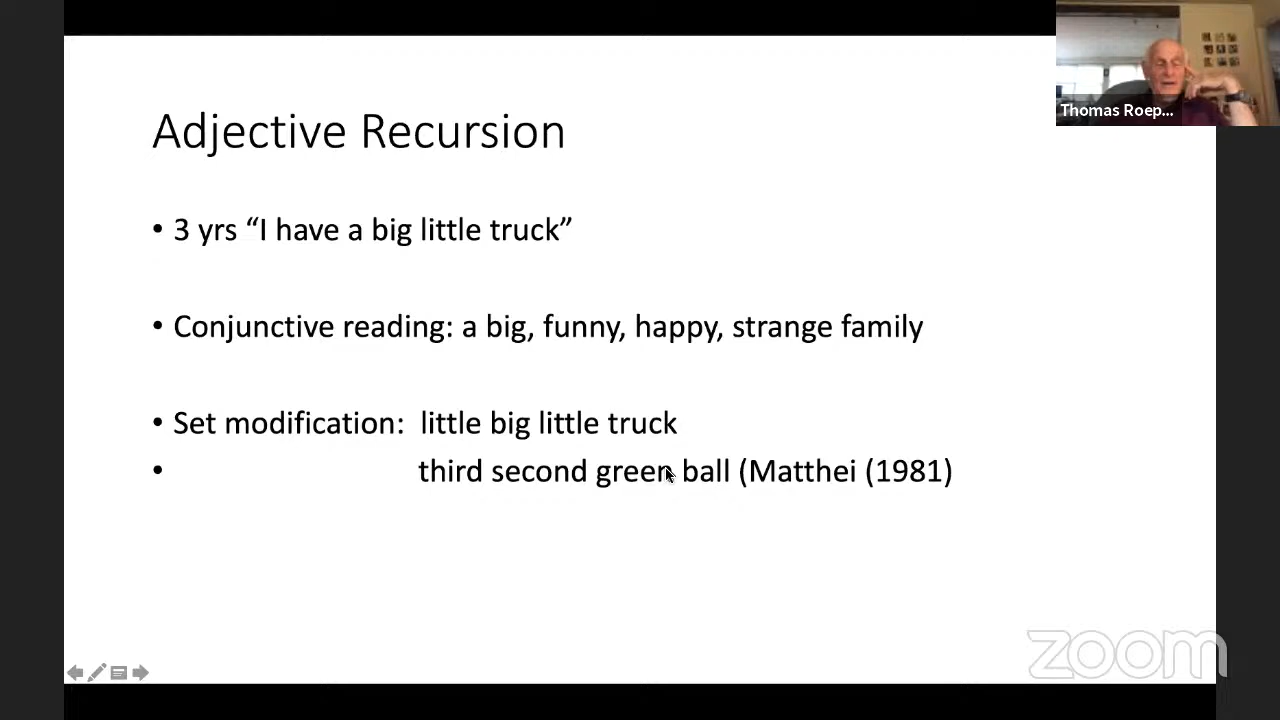 Thomas Roep...
Adjective Recursion
• 3 yrs “I have a big little truck”
• Conjunctive reading: a big, funny, happy, strange family
• Set modification: little big little truck
• third second green ball (Matthei (1981)
zoom